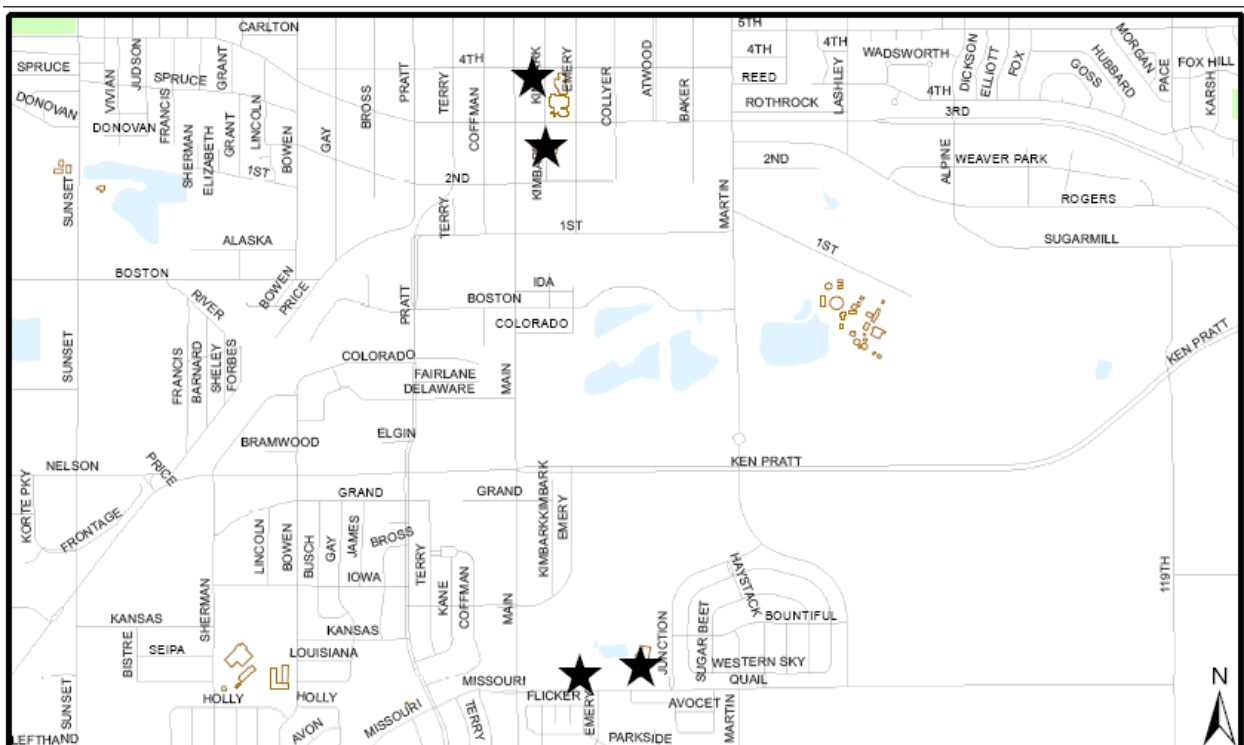 CARLTON
5TH
SPRUCE
VIVIAN
JUDSON
SPRUCE
GRANT
PRATT
4TH
EMERY
4TH
4TH
WADSWORTH
DICKSON
ELLIOTT
FOX
GOSS
HUBBARD
MORGAN
PACE
FOX HILL
KARSH
REED
LASHLEY
4TH
DONOVAN
DONOVAN
FRANCIS
SHERMAN
ELIZABETH
GRANT
LINCOLN
BOWEN
GAY
BROSS
TERRY
COFFMAN
COLLYER
ATWOOD
BAKER
ROTHROCK
3RD
1ST
2ND
2ND
ALPINE
WEAVER PARK
SUNSET
TERRY
1ST
MARTIN
ROGERS
ALASKA
1ST
SUGARMILL
BOSTON
RIVER
BOWEN
PRICE
PRATT
IDA
BOSTON
COLORADO
SUNSET
FRANCIS
BARNARD
SHELEY
FORBES
COLORADO
FAIRLANE
DELAWARE
MAIN
KEN PRATT
BRAMWOOD
ELGIN
NELSON
PRICE
KEN PRATT
KORTE PKY
FRONTAGE
GRAND
GRAND
KIMBARK
KIMBARK
EMERY
LINCOLN
BOWEN
BUSCH
GAY
JAMES
BROSS
IOWA
TERRY
KANE
COFFMAN
MAIN
HAYSTACK
119TH
KANSAS
SHERMAN
KANSAS
BOUNTIFUL
BISTRE
SEIPA
LOUISIANA
JUNCTION
SUGAR BEET
WESTERN SKY
QUAIL
SUNSET
HOLLY
HOLLY
MISSOURI
FLICKER
EMERY
AVOCET
MARTIN
N
LEFTHAND
AVON
MISSOURI
TERRY
PARKSIDE